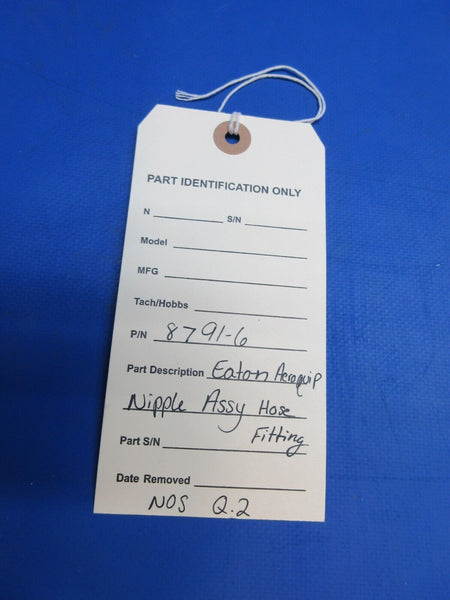 PART IDENTIFICATION ONLY
N S/N
Model
MFG
Tach/Hobbs
P/N 8791-6
Part Description Eaton Aeroquip
Nipple Assy Hose
Part S/N Fitting
Date Removed
NOS Q.2